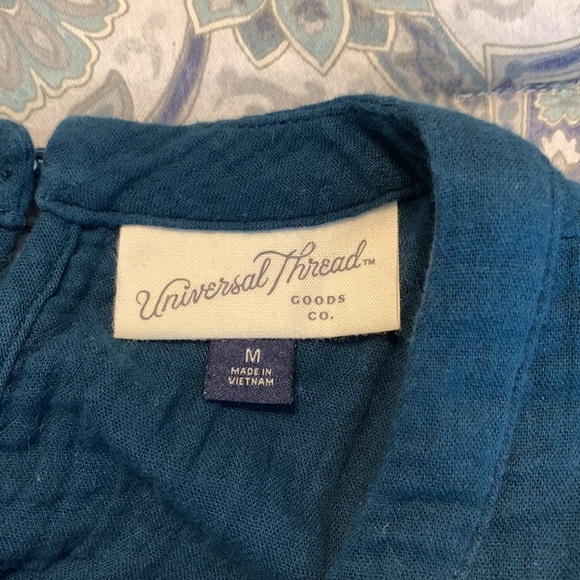 Universal Thread™
GOODS
CO.
M
MADE IN
VIETNAM